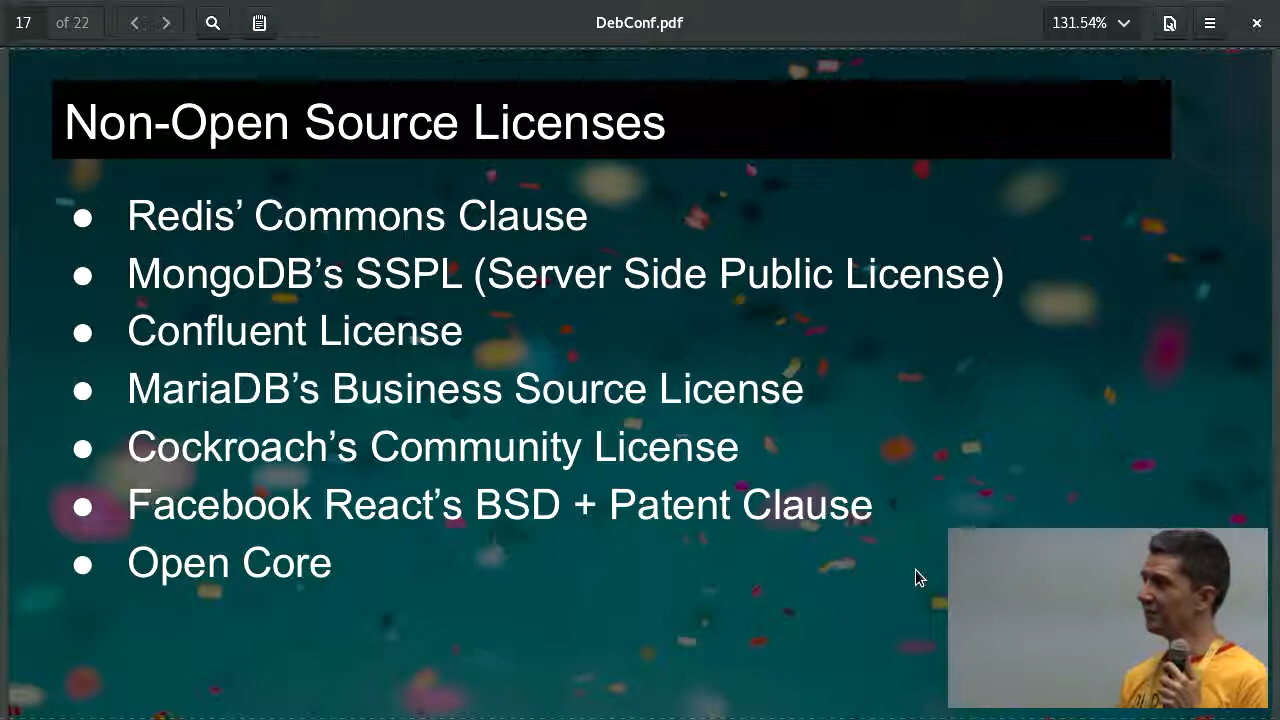 17 of 22
DebConf.pdf
131.54%
Non-Open Source Licenses
● Redis’ Commons Clause
● MongoDB’s SSPL (Server Side Public License)
● Confluent License
● MariaDB’s Business Source License
● Cockroach’s Community License
● Facebook React’s BSD + Patent Clause
● Open Core